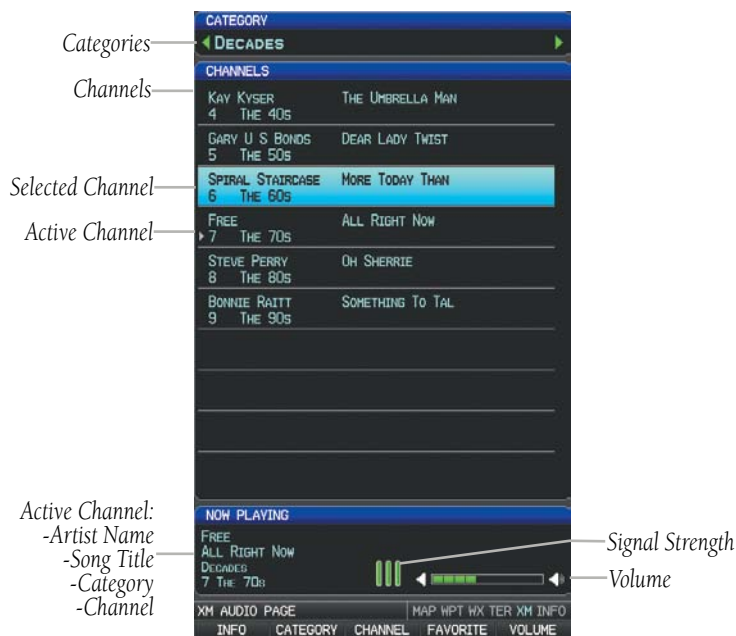 CATEGORY
Categories
DECADES
CHANNELS
Channels
KAY KYSER THE UMBRELLA MAN
4 THE 40S
GARY U S BONDS DEAR LADY TWIST
5 THE 50S
Selected Channel
SPIRAL STAIRCASE MORE TODAY THAN
6 THE 60S
Active Channel
FREE ALL RIGHT NOW
7 THE 70S
STEVE PERRY OH SHERRIE
8 THE 80S
BONNIE RAITT SOMETHING TO TAL
9 THE 90S
Active Channel:
-Artist Name
-Song Title
-Category
-Channel
NOW PLAYING
FREE
ALL RIGHT NOW
DECADES
7 THE 70S
Signal Strength
Volume
XM AUDIO PAGE MAP WPT WX TER XM INFO
INFO CATEGORY CHANNEL FAVORITE VOLUME